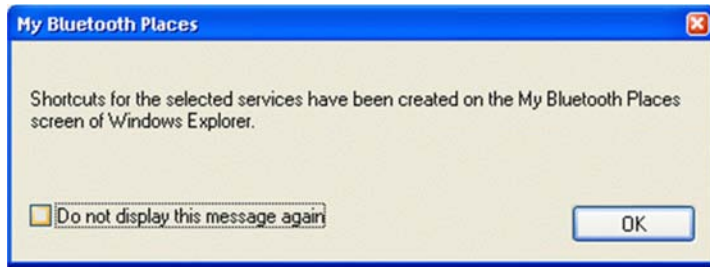 My Bluetooth Places
Shortcuts for the selected services have been created on the My Bluetooth Places
screen of Windows Explorer.
Do not display this message again
OK